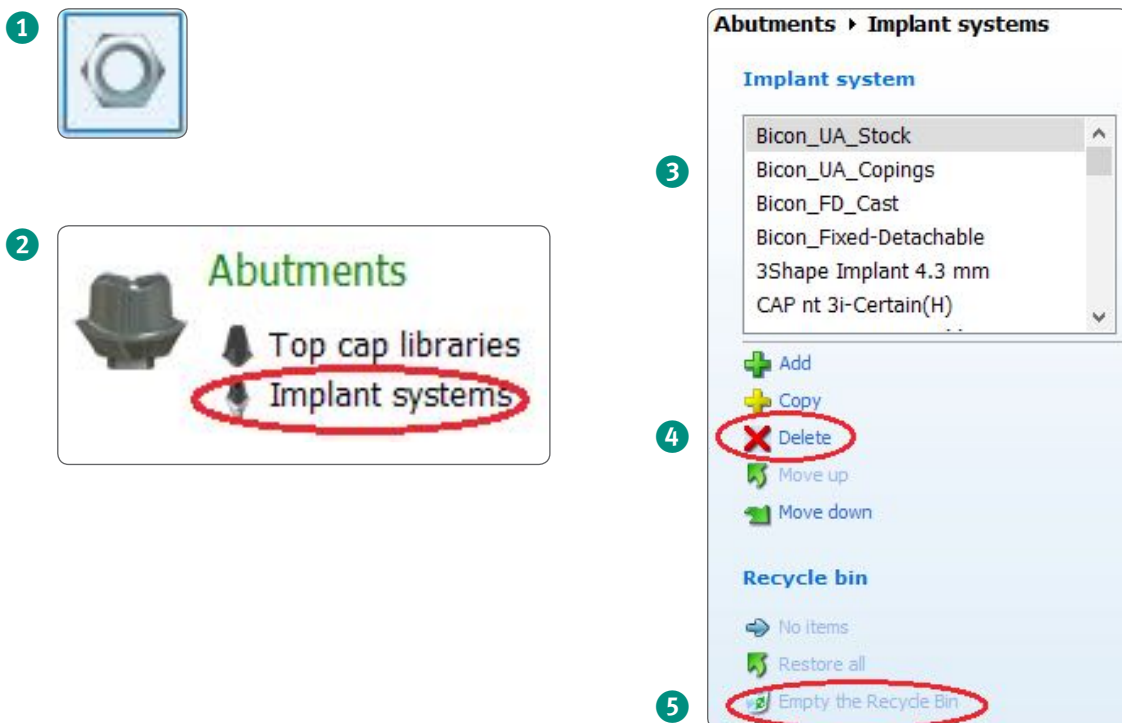 1
2
Abutments
Top cap libraries
Implant systems
Abutments ▸ Implant systems
Implant system
3
Bicon_UA_Stock
Bicon_UA_Copings
Bicon_FD_Cast
Bicon_Fixed-Detachable
3Shape Implant 4.3 mm
CAP nt 3i-Certain(H)
Add
Copy
4
Delete
Move up
Move down
Recycle bin
No items
Restore all
5
Empty the Recycle Bin